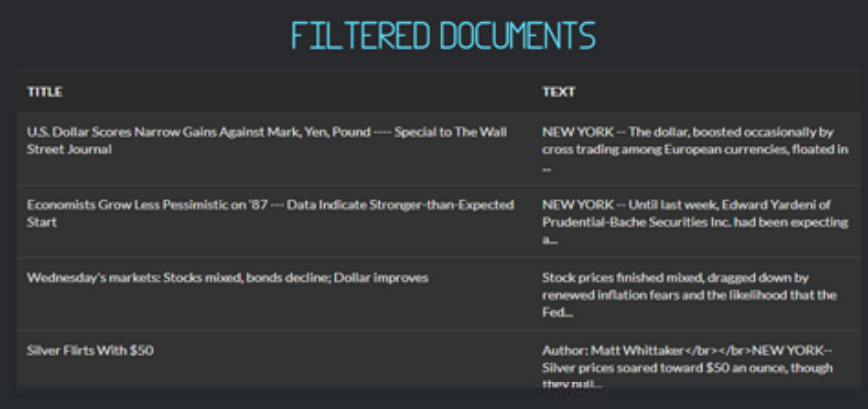 FILTERED DOCUMENTS
TITLE TEXT
U.S. Dollar Scores Narrow Gains Against Mark, Yen, Pound ---- Special to The Wall
Street Journal
NEW YORK -- The dollar, boosted occasionally by
cross trading among European currencies, floated in
...
Economists Grow Less Pessimistic on '87 --- Data Indicate Stronger-than-Expected
Start
NEW YORK -- Until last week, Edward Yardeni of
Prudential-Bache Securities Inc. had been expecting
a...
Wednesday's markets: Stocks mixed, bonds decline; Dollar improves
Stock prices finished mixed, dragged down by
renewed inflation fears and the likelihood that the
Fed...
Silver Flirts With $50
Author: Matt Whittaker</br></br>NEW YORK--
Silver prices soared toward $50 an ounce, though
they pull...